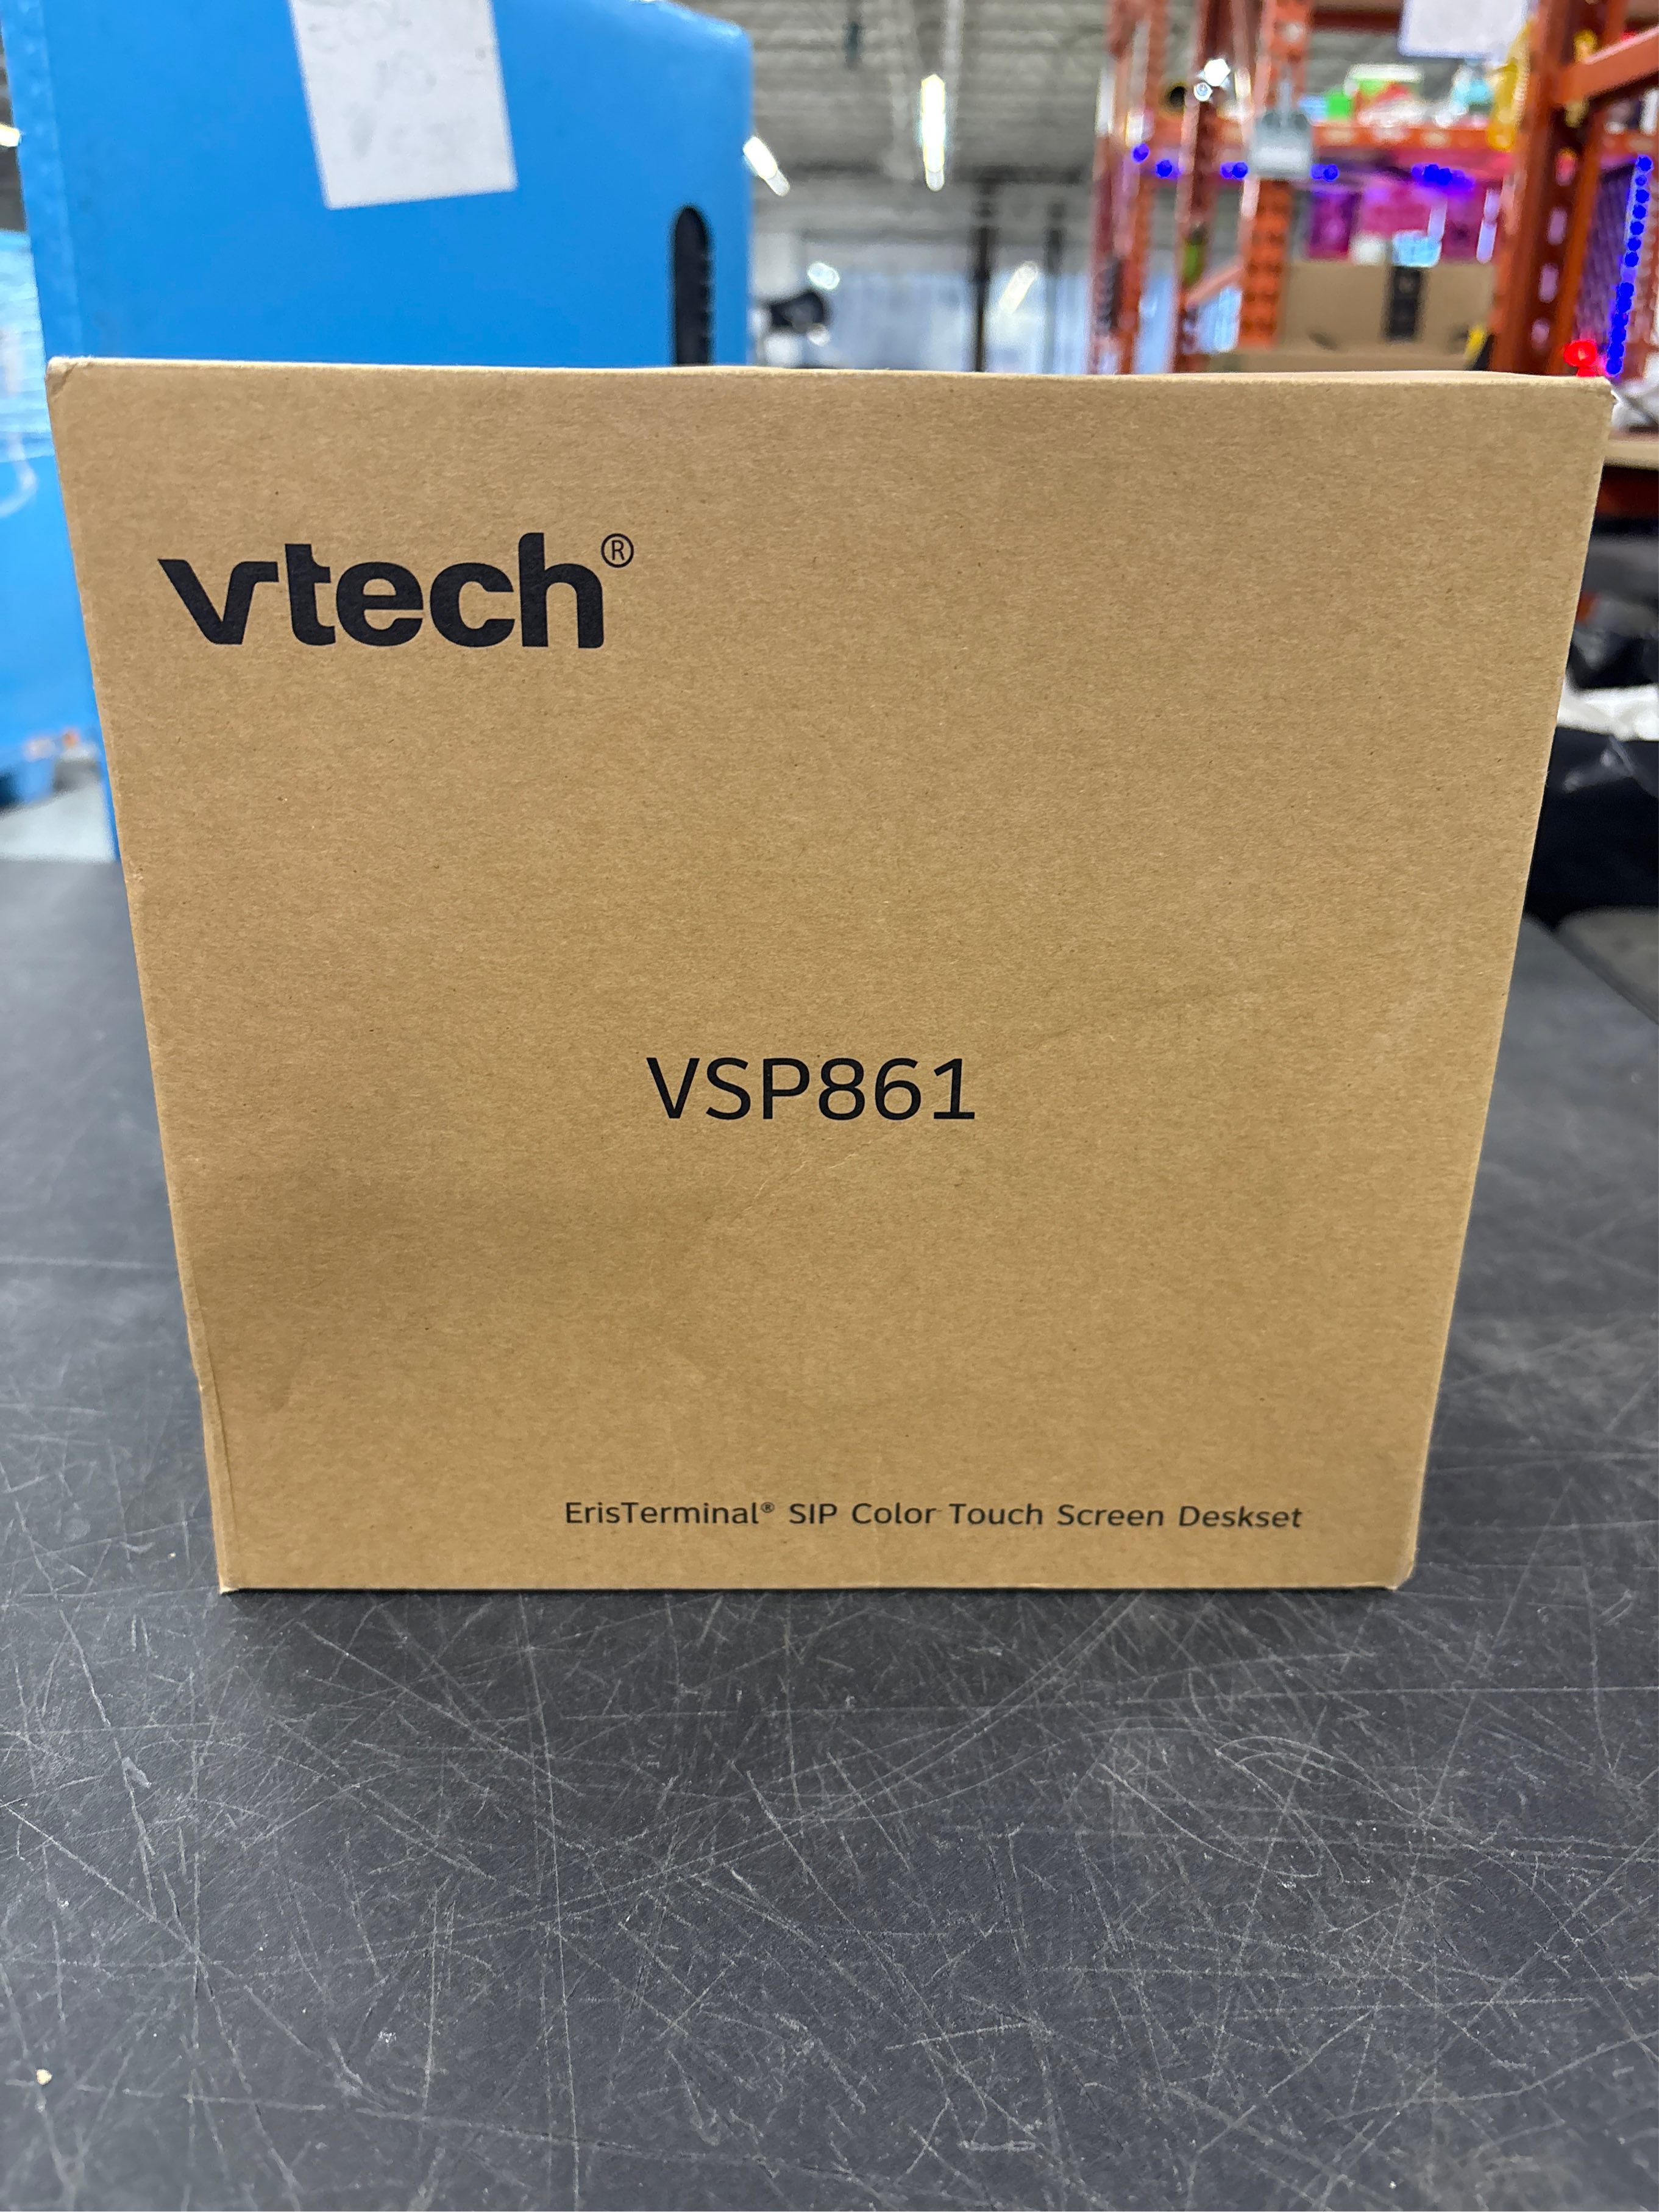 vtech®
VSP861
ErisTerminal® SIP Color Touch Screen Deskset